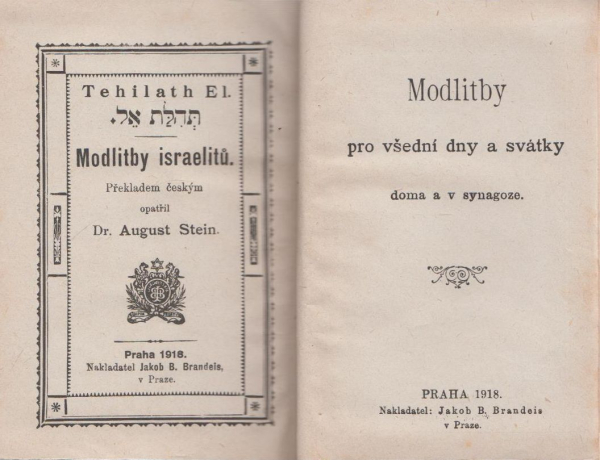 Tehilath El.
תְּהִלַּת אֵל.
Modlitby israelitů.
Překladem českým
opatřil
Dr. August Stein.
Praha 1918.
Nakladatel Jakob B. Brandeis,
v Praze.
Modlitby
pro všední dny a svátky
doma a v synagoze.
PRAHA 1918.
Nakladatel: Jakob B. Brandeis
v Praze.